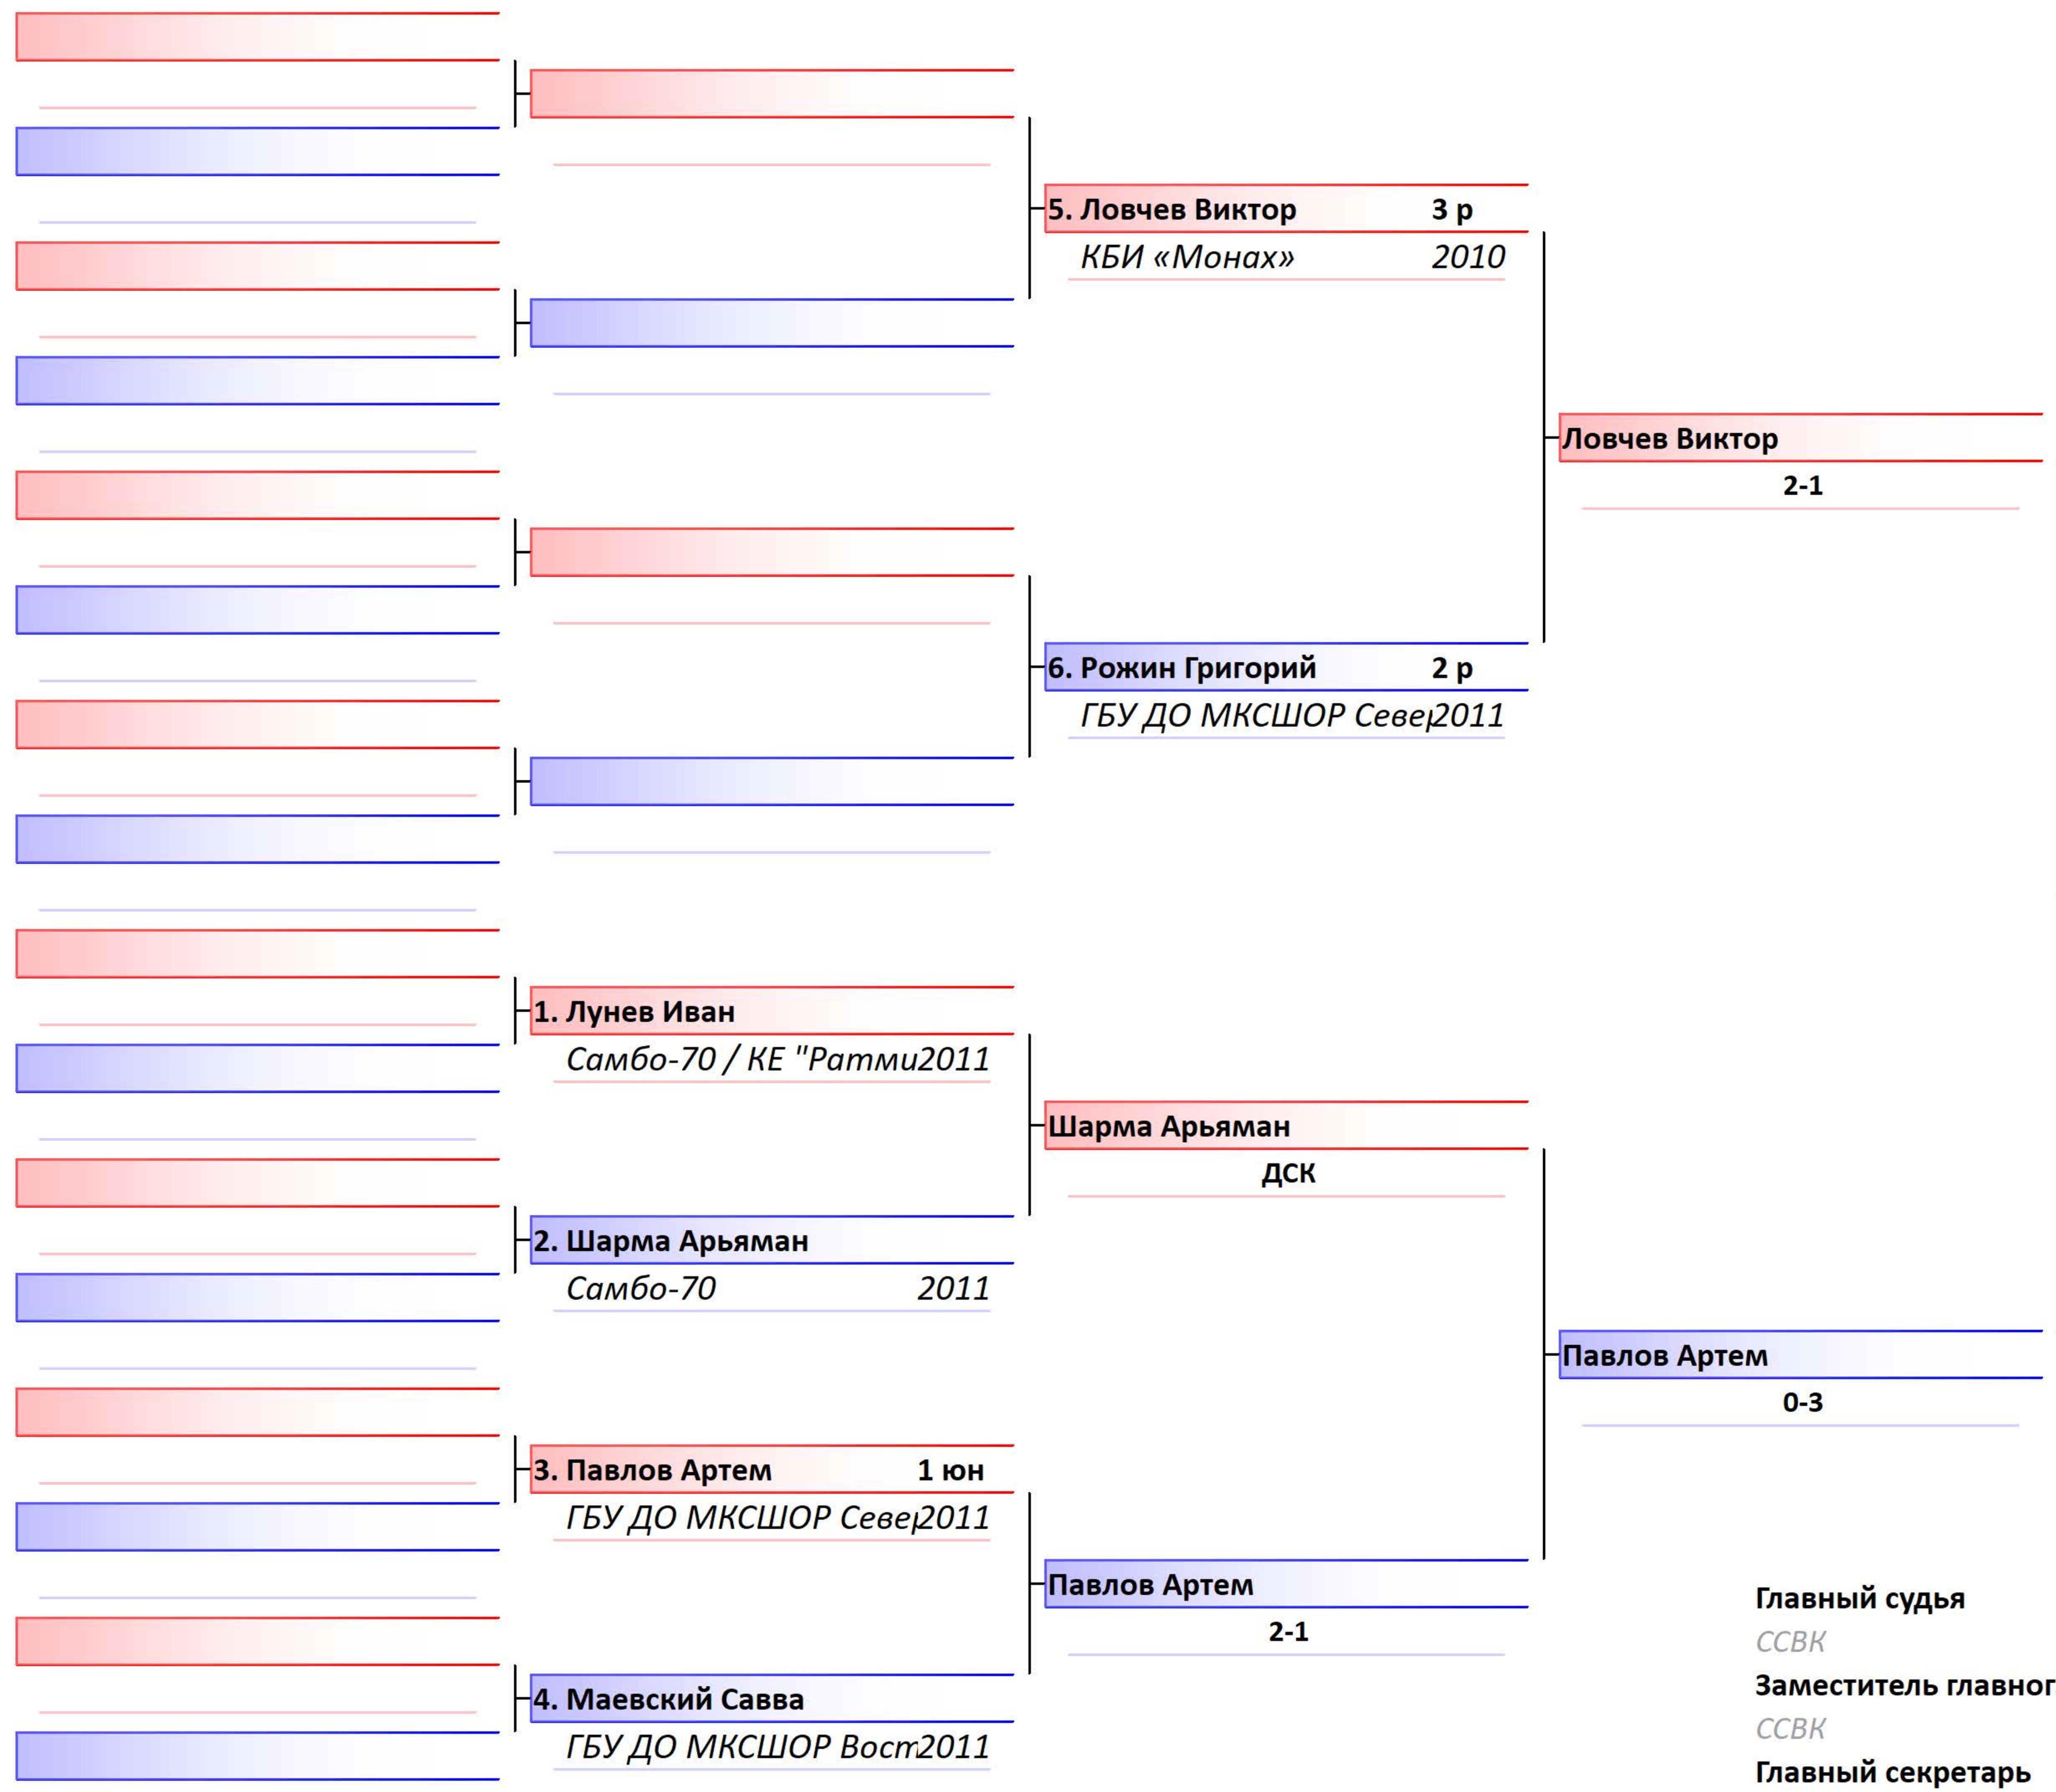 5. Ловчев Виктор 3 р
КБИ «Монах» 2010
Ловчев Виктор
2-1
6. Рожин Григорий 2 р
ГБУ ДО МКСШОР Север 2011
1. Лунев Иван
Самбо-70 / КЕ "Ратми 2011
Шарма Арьяман
ДСК
2. Шарма Арьяман
Самбо-70 2011
Павлов Артем
0-3
3. Павлов Артем 1 юн
ГБУ ДО МКСШОР Север 2011
Павлов Артем
2-1
4. Маевский Савва
ГБУ ДО МКСШОР Вост 2011
Главный судья
ССВК
Заместитель главног
ССВК
Главный секретарь